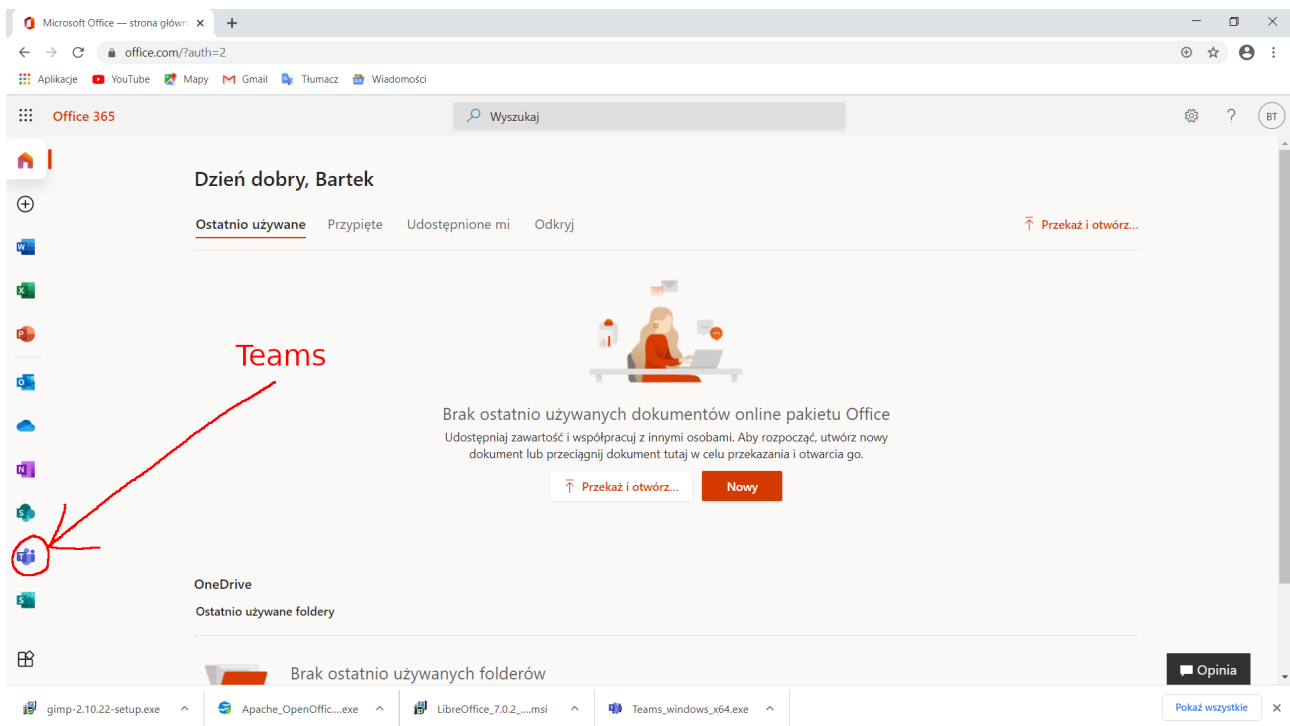 Microsoft Office — strona główn
office.com/?auth=2
Aplikacje YouTube Mapy Gmail Tłumacz Wiadomości
Office 365 Wyszukaj ? BT
Dzień dobry, Bartek
Ostatnio używane Przypięte Udostępnione mi Odkryj Przekaż i otwórz...
Teams
Brak ostatnio używanych dokumentów online pakietu Office
Udostępniaj zawartość i współpracuj z innymi osobami. Aby rozpocząć, utwórz nowy
dokument lub przeciągnij dokument tutaj w celu przekazania i otwarcia go.
Przekaż i otwórz... Nowy
OneDrive
Ostatnio używane foldery
Brak ostatnio używanych folderów
Opinia
gimp-2.10.22-setup.exe Apache_OpenOffic....exe LibreOffice_7.0.2_....msi Teams_windows_x64.exe Pokaż wszystkie